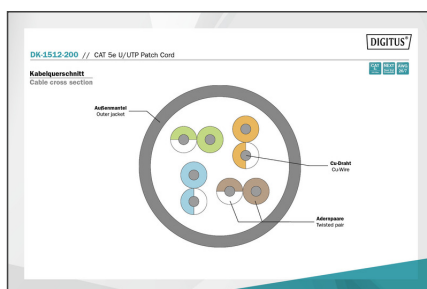 DIGITUS®
DK-1512-200 // CAT 5e U/UTP Patch Cord
Kabelquerschnitt
Cable cross section
Außenmantel
Outer jacket
Cu-Draht
Cu-Wire
Adernpaare
Twisted pair